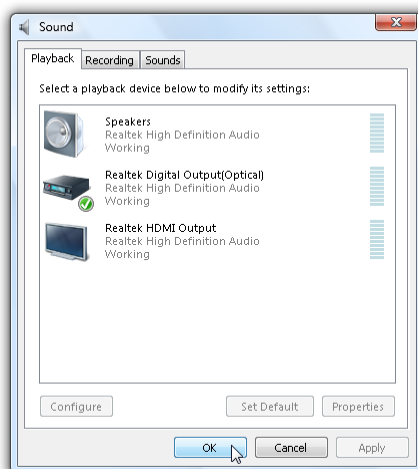 Sound
Playback Recording Sounds
Select a playback device below to modify its settings:
Speakers
Realtek High Definition Audio
Working
Realtek Digital Output(Optical)
Realtek High Definition Audio
Working
Realtek HDMI Output
Realtek High Definition Audio
Working
Configure Set Default Properties
OK Cancel Apply